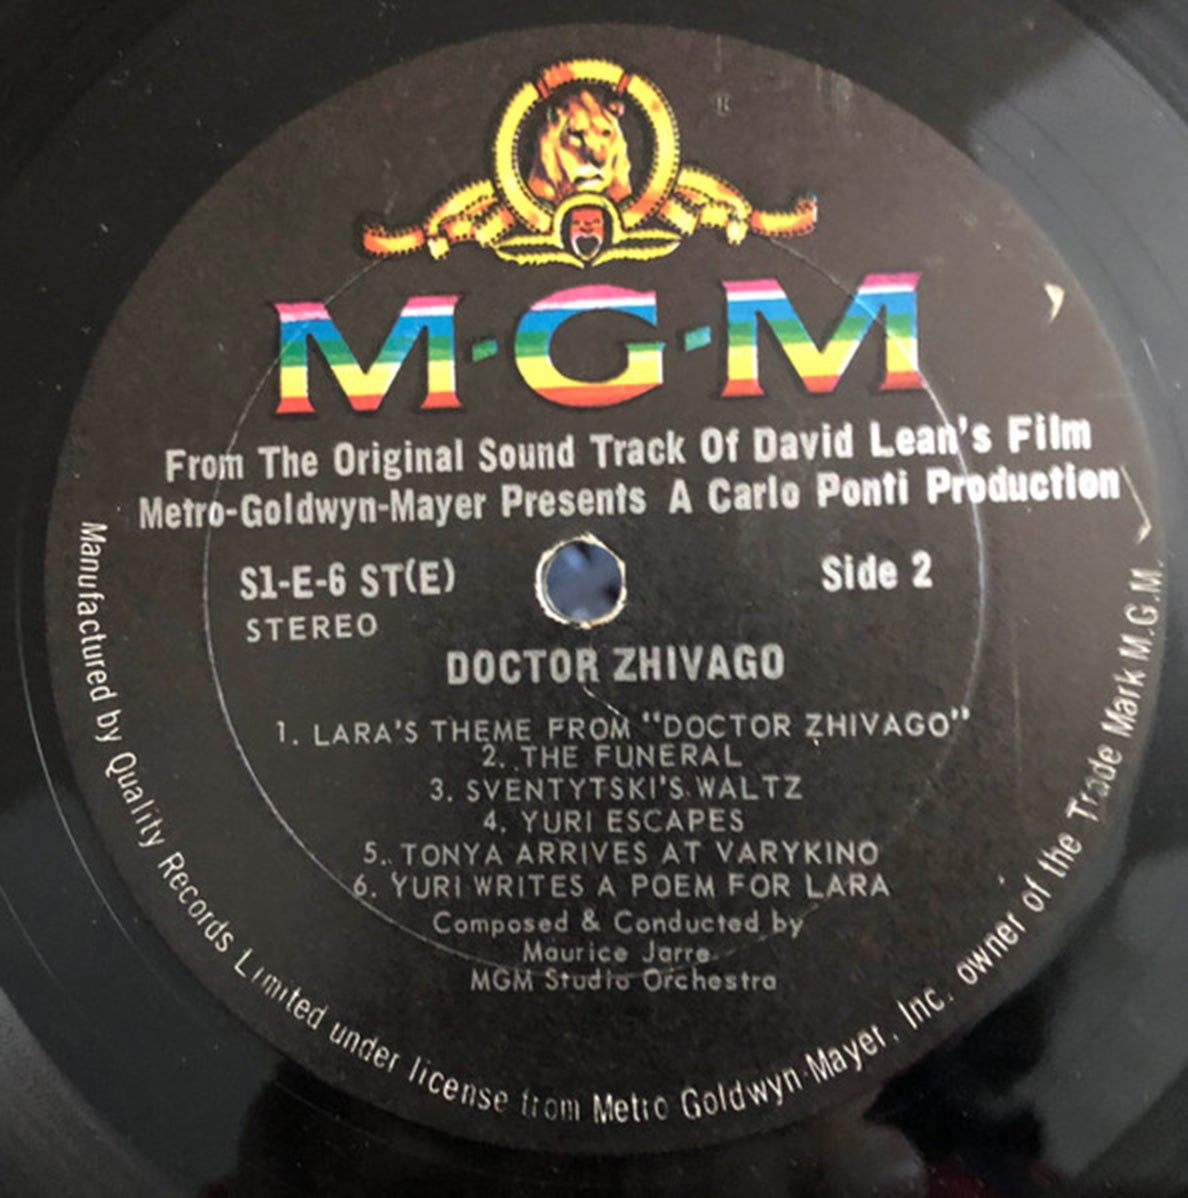 M·G·M
From The Original Sound Track Of David Lean's Film
Metro-Goldwyn-Mayer Presents A Carlo Ponti Production
S1-E-6 ST(E)
Side 2
STEREO
DOCTOR ZHIVAGO
1. LARA'S THEME FROM "DOCTOR ZHIVAGO"
2. THE FUNERAL
3. SVENTYTSKI'S WALTZ
4. YURI ESCAPES
5. TONYA ARRIVES AT VARYKINO
6. YURI WRITES A POEM FOR LARA
Composed & Conducted by
Maurice Jarre
MGM Studio Orchestra
Manufactured by Quality Records Limited under license from Metro Goldwyn-Mayer, Inc. owner of the Trade Mark M.G.M.